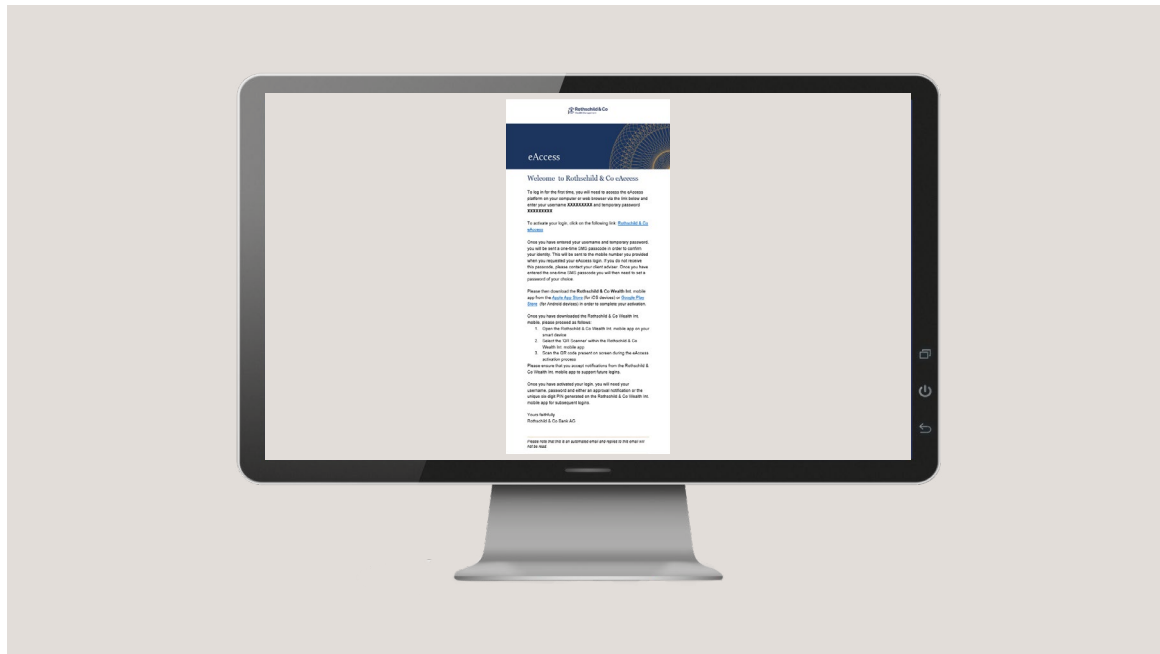 Rothschild & Co
eAccess
Welcome to Rothschild & Co eAccess
To log in for the first time, you will need to access the eAccess
platform on your computer or web browser via the link below and
enter your username XXXXXXXXX and temporary password
XXXXXXXXX
To activate your login, click on the following link: Rothschild & Co
eAccess
Once you have entered your username and temporary password,
you will be sent a one-time SMS passcode in order to confirm
your identity. This will be sent to the mobile number you provided
when you requested your eAccess login. If you do not receive
this passcode, please contact your client adviser. Once you have
entered the one-time SMS passcode you will then need to set a
password of your choice.
Please then download the Rothschild & Co Wealth Int. mobile
app from the Apple App Store (for iOS devices) or Google Play
Store (for Android devices) in order to complete your activation.
Once you have downloaded the Rothschild & Co Wealth Int.
mobile, please proceed as follows:
1. Open the Rothschild & Co Wealth Int. mobile app on your
smart device
2. Select the 'QR Scanner' within the Rothschild & Co
Wealth Int. mobile app
3. Scan the QR code present on screen during the eAccess
activation process
Please ensure that you accept notifications from the Rothschild &
Co Wealth Int. mobile app to support future logins.
Once you have activated your login, you will need your
username, password and either an approval notification or the
unique six-digit PIN generated on the Rothschild & Co Wealth Int.
mobile app for subsequent logins.
Yours faithfully
Rothschild & Co Bank AG
Please note that this is an automated email and replies to this email will
not be read